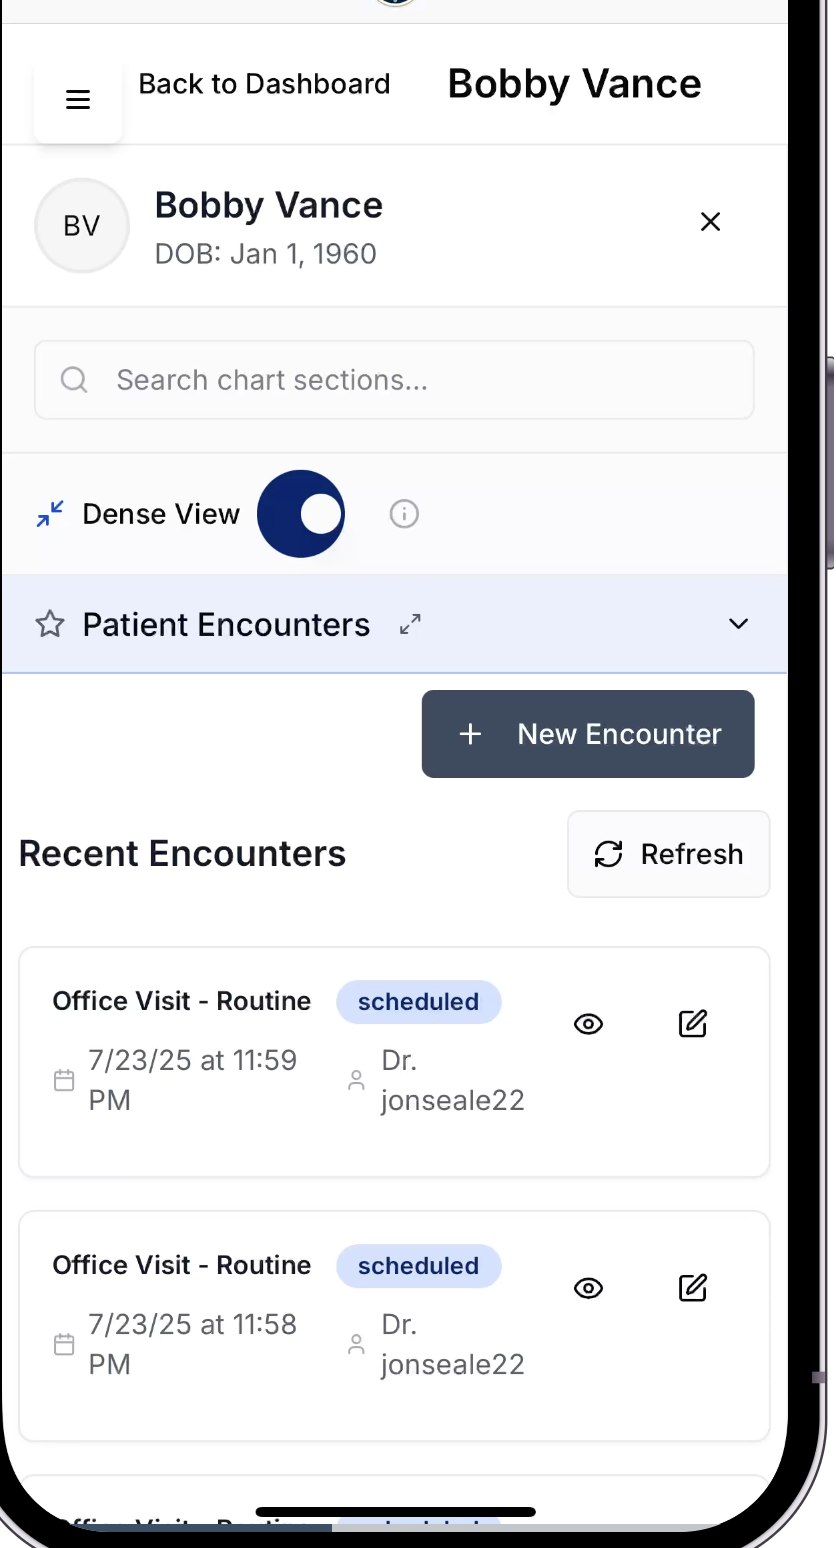 Back to Dashboard
Bobby Vance
BV
Bobby Vance
DOB: Jan 1, 1960
Search chart sections...
Dense View
Patient Encounters
New Encounter
Recent Encounters
Refresh
Office Visit - Routine
scheduled
7/23/25 at 11:59
PM
Dr.
jonseale22
Office Visit - Routine
scheduled
7/23/25 at 11:58
PM
Dr.
jonseale22